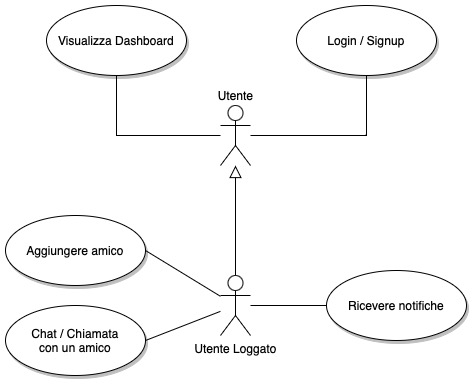 Visualizza Dashboard
Login / Signup
Utente
Aggiungere amico
Ricevere notifiche
Chat / Chiamata
con un amico
Utente Loggato